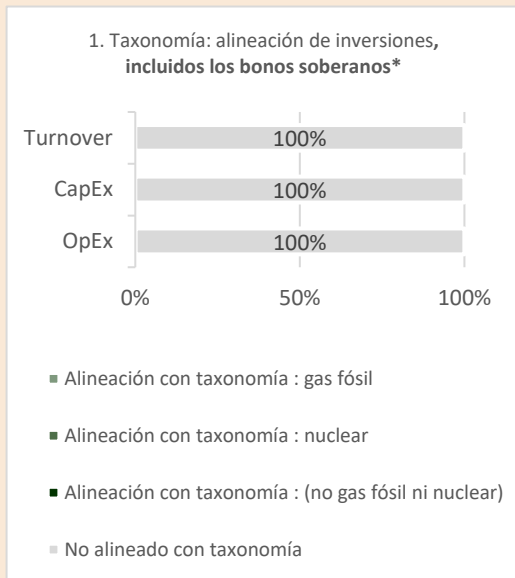 1. Taxonomía: alineación de inversiones,
incluidos los bonos soberanos*
Turnover 100%
CapEx 100%
OpEx 100%
0% 50% 100%
Alineación con taxonomía : gas fósil
Alineación con taxonomía : nuclear
Alineación con taxonomía : (no gas fósil ni nuclear)
No alineado con taxonomía